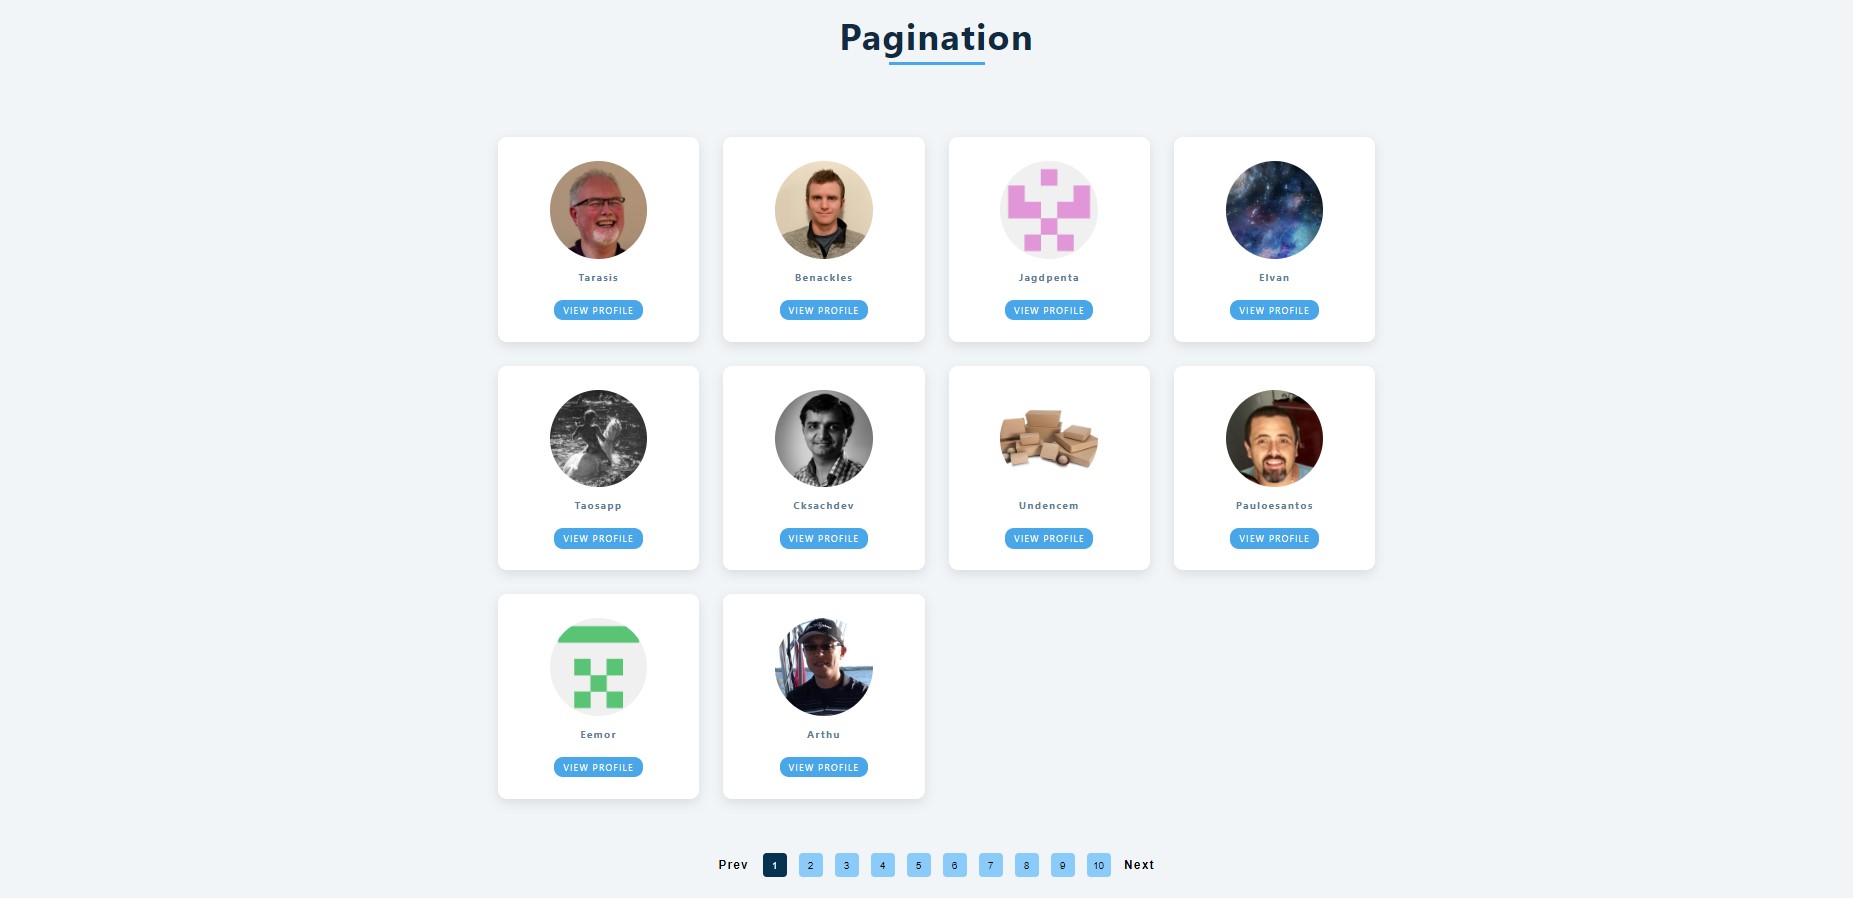 Pagination
Tarasis
Benackles
Jagdpenta
Elvan
VIEW PROFILE
VIEW PROFILE
VIEW PROFILE
VIEW PROFILE
Taosapp
Cksachdev
Undencem
Pauloesantos
VIEW PROFILE
VIEW PROFILE
VIEW PROFILE
VIEW PROFILE
Eemor
Arthu
VIEW PROFILE
VIEW PROFILE
Prev 1 2 3 4 5 6 7 8 9 10 Next